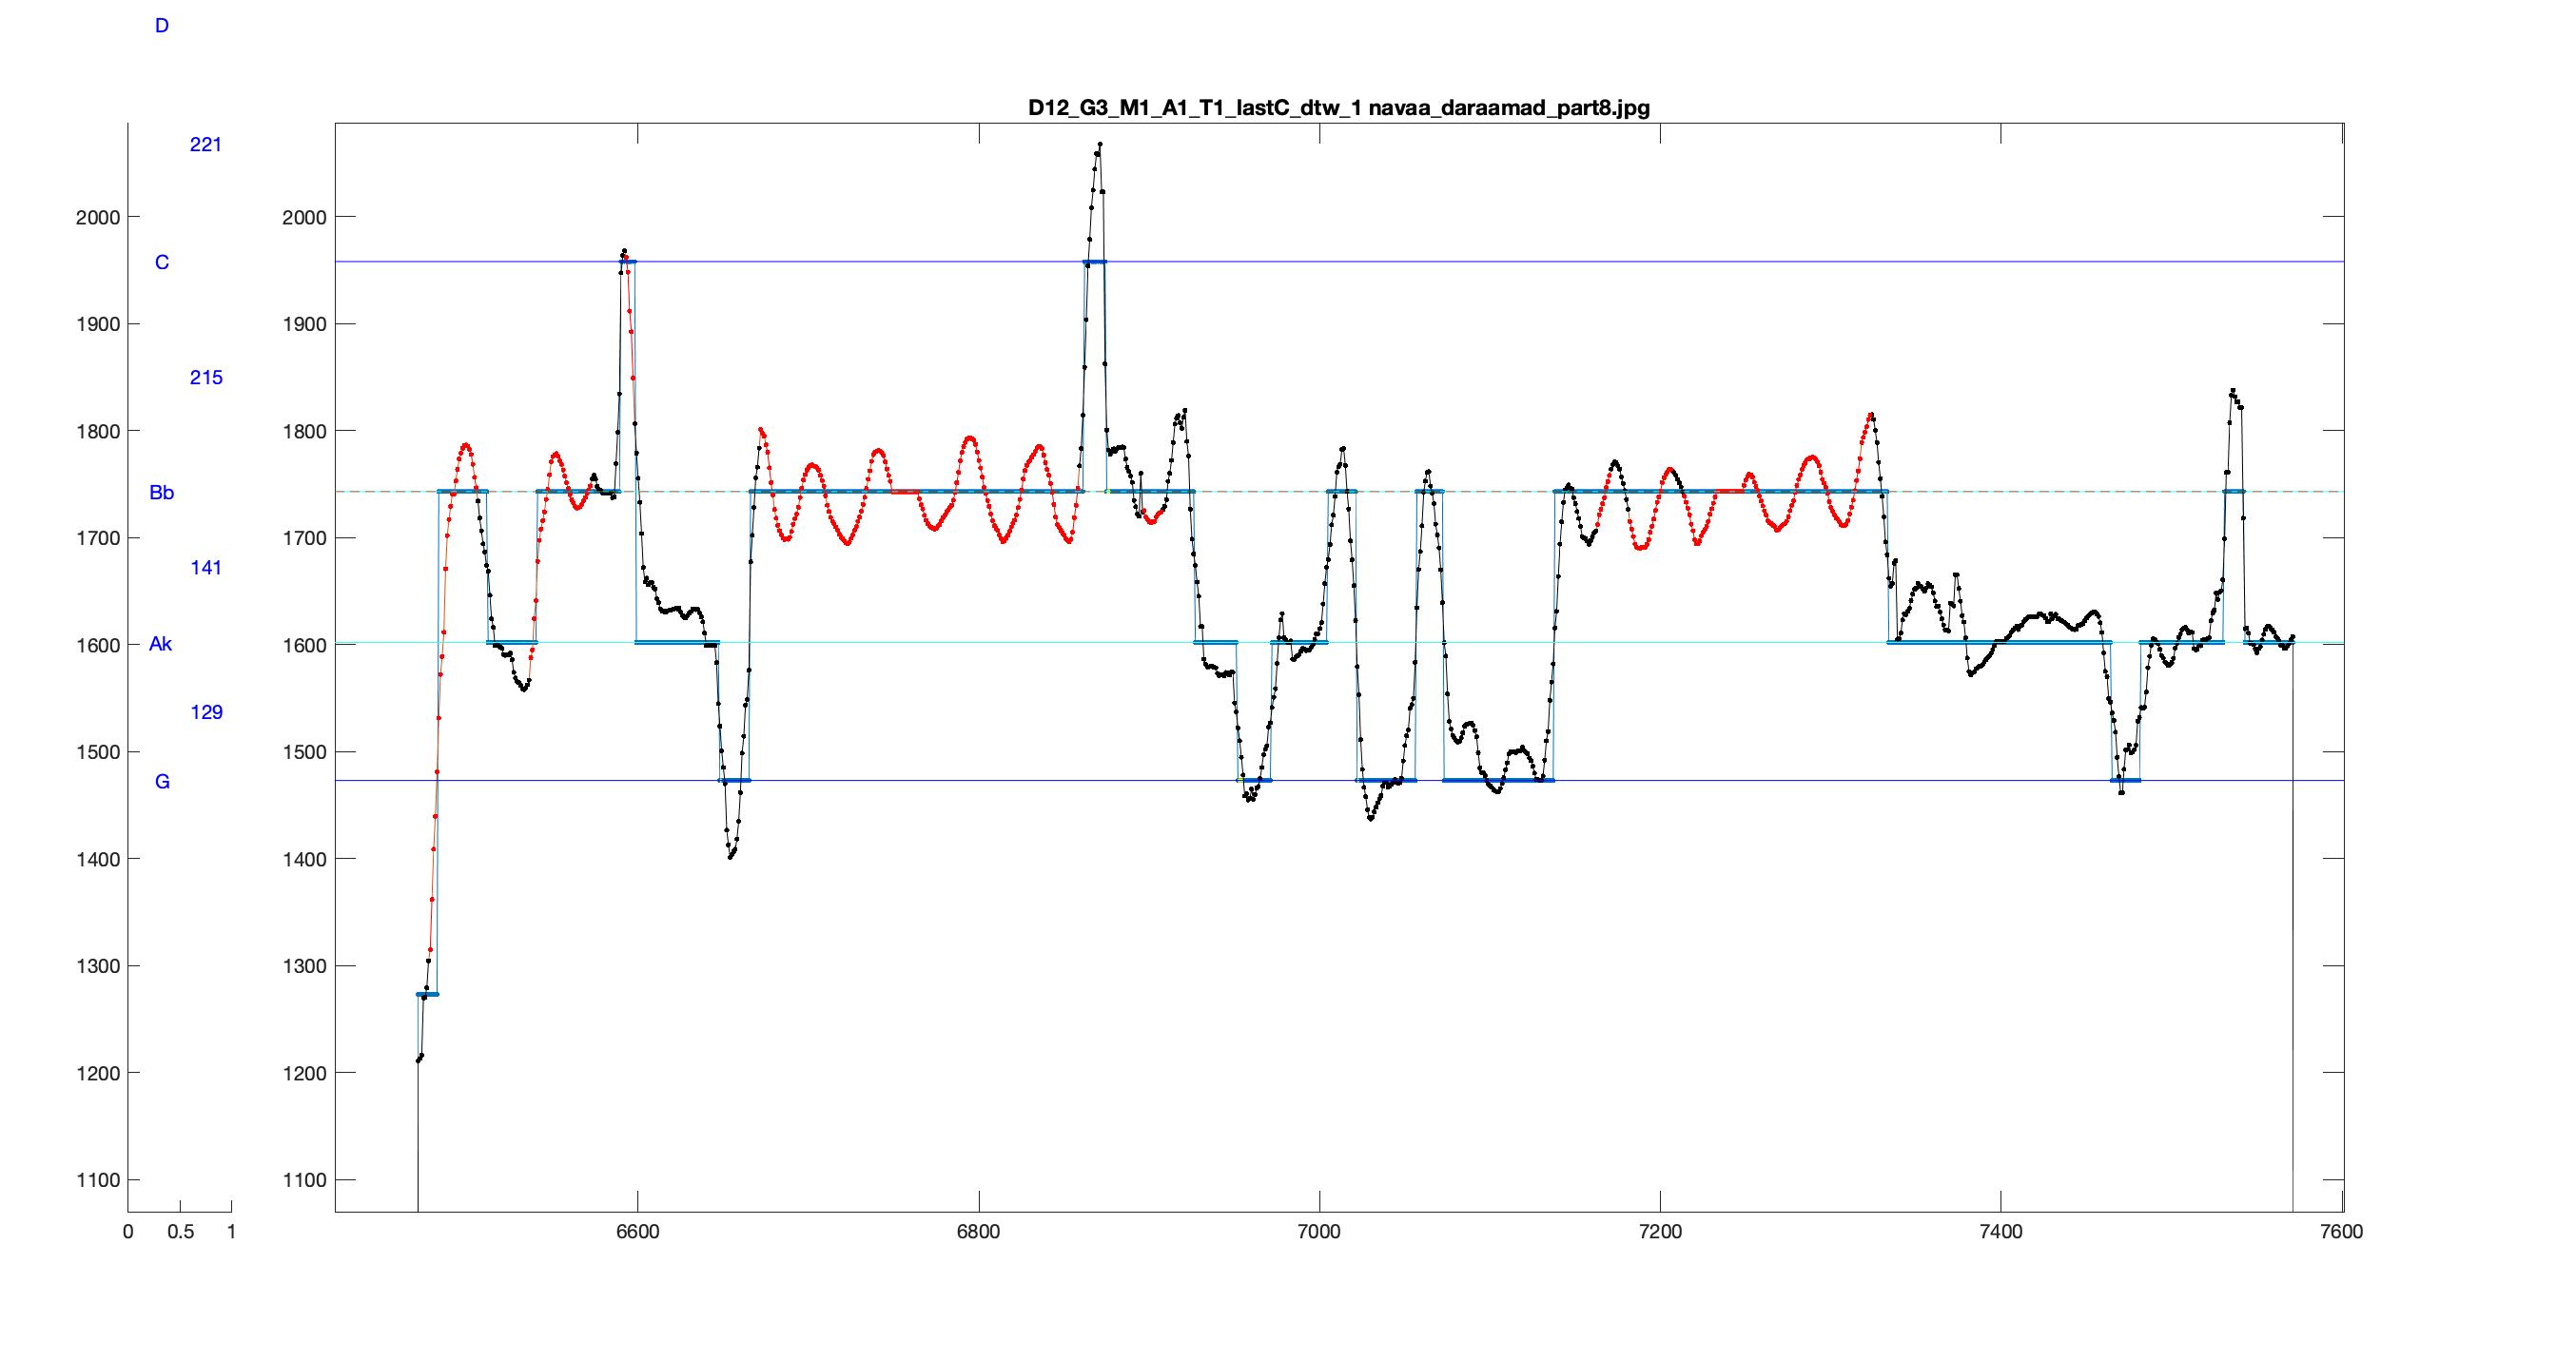 D
D12_G3_M1_A1_T1_lastC_dtw_1 navaa_daraamad_part8.jpg
221
2000 2000
C
1900 1900
215
1800 1800
Bb
1700 1700
141
1600 Ak 1600
129
1500 1500
G
1400 1400
1300 1300
1200 1200
1100 1100
0 0.5 1 6600 6800 7000 7200 7400 7600